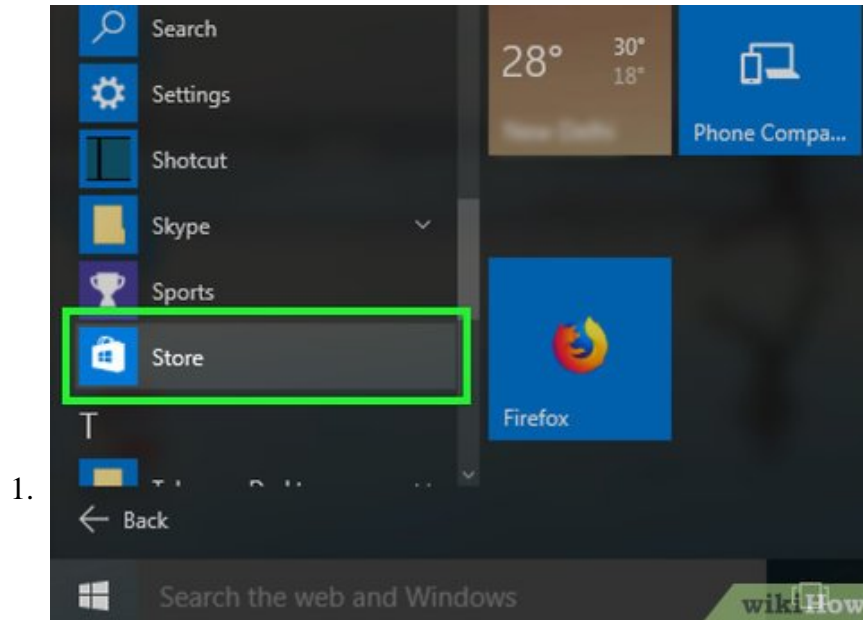 Search
28° 30°
18°
Settings
Phone Compa...
Shotcut
Skype
Sports
Store
T
Firefox
1.
Back
Search the web and Windows
wikiHow